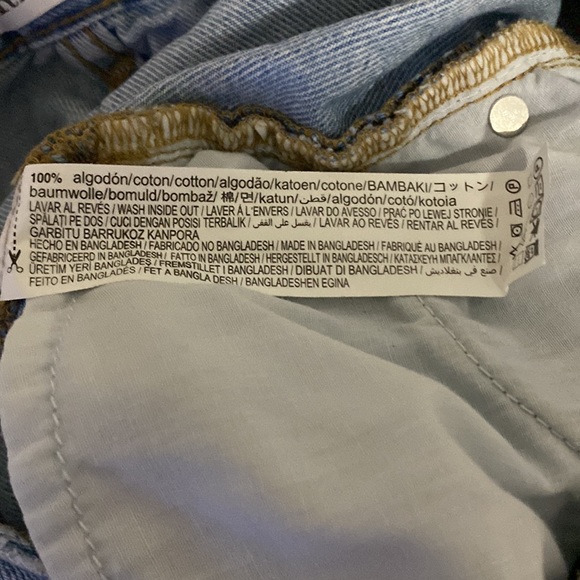 100% algodón/coton/cotton/algodão/katoen/cotone/BAMBAKI/コットン/
baumwolle/bomuld/bombaž/棉/면/katun/قطن/algodón/cotó/kotoia
LAVAR AL REVÉS / WASH INSIDE OUT / LAVER À L'ENVERS / LAVAR DO AVESSO / PRAĆ PO LEWEJ STRONIE /
SPĂLAȚI PE DOS / CUCI DENGAN POSISI TERBALIK / يغسل على القفى / LAVAR AO REVÉS / RENTAR AL REVÉS /
GARBITU BARRUKOZ KANPORA
HECHO EN BANGLADESH / FABRICADO NO BANGLADESH / MADE IN BANGLADESH / FABRIQUÉ AU BANGLADESH /
GEFABRICEERD IN BANGLADESH / FATTO IN BANGLADESH / HERGESTELLT IN BANGLADESCH / ΚΑΤΑΣΚΕΥΗ ΜΠΑΓΚΛΑΝΤΕΣ /
ÜRETİM YERİ BANGLADEŞ / FREMSTILLET I BANGLADESH / DIBUAT DI BANGLADESH / صنع في بنغلاديش /
FEITO EN BANGLADESH / FET A BANGLADESH / BANGLADESHEN EGINA